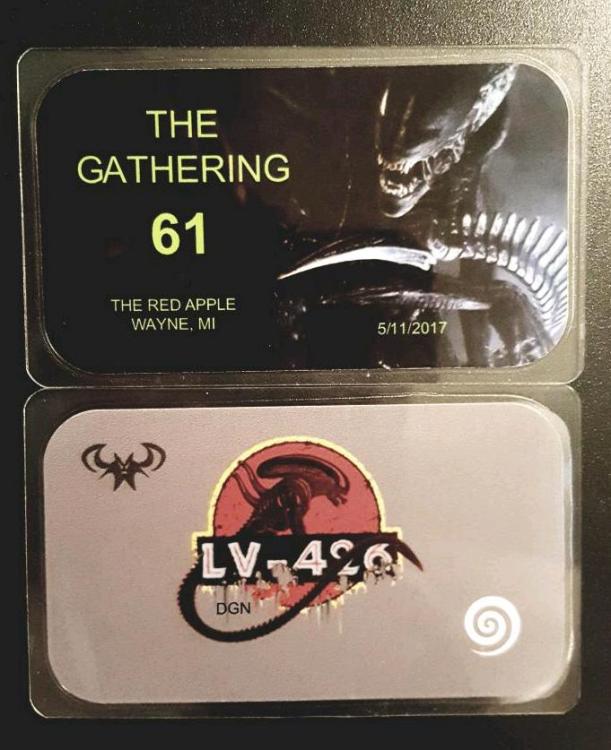 THE
GATHERING
61
THE RED APPLE
WAYNE, MI
5/11/2017
LV-426
DGN